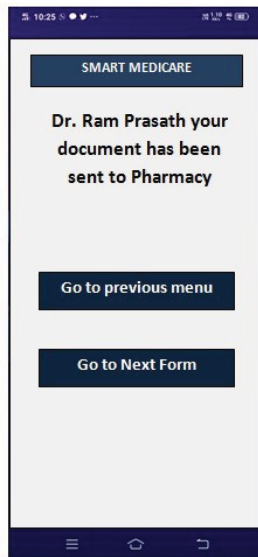 10:25
SMART MEDICARE
Dr. Ram Prasath your
document has been
sent to Pharmacy
Go to previous menu
Go to Next Form